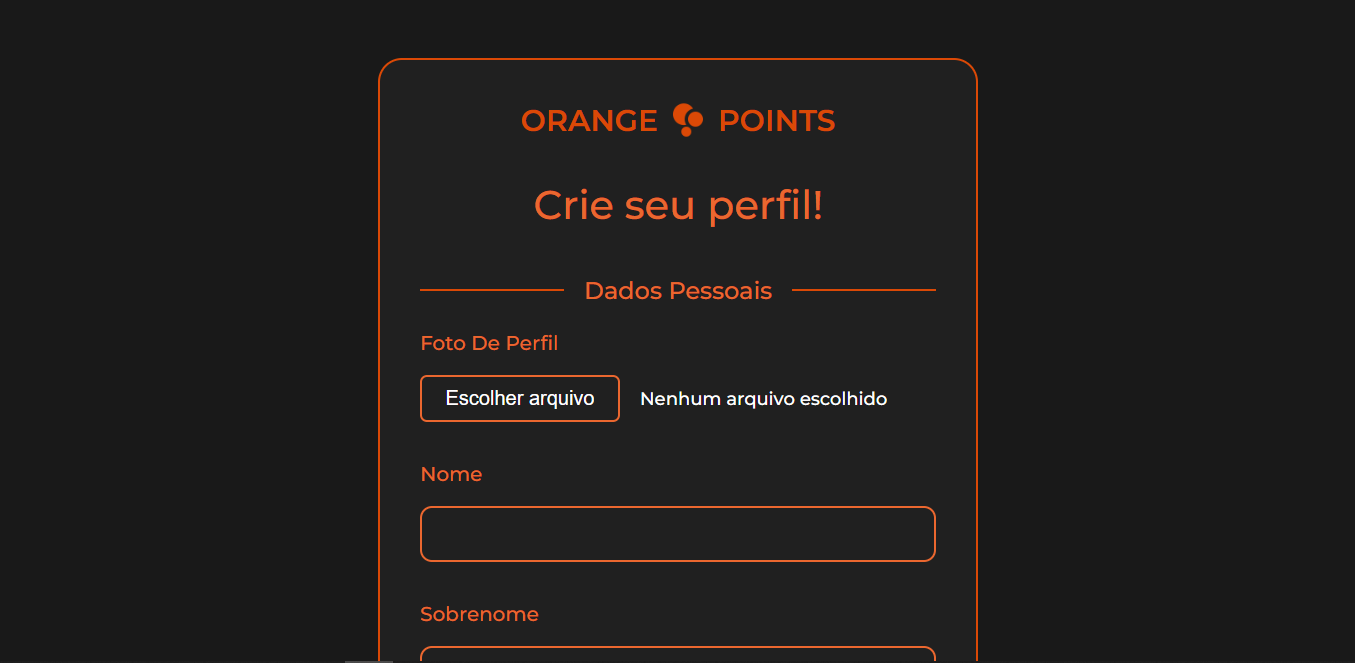 ORANGE POINTS
Crie seu perfil!
Dados Pessoais
Foto De Perfil
Escolher arquivo Nenhum arquivo escolhido
Nome
Sobrenome